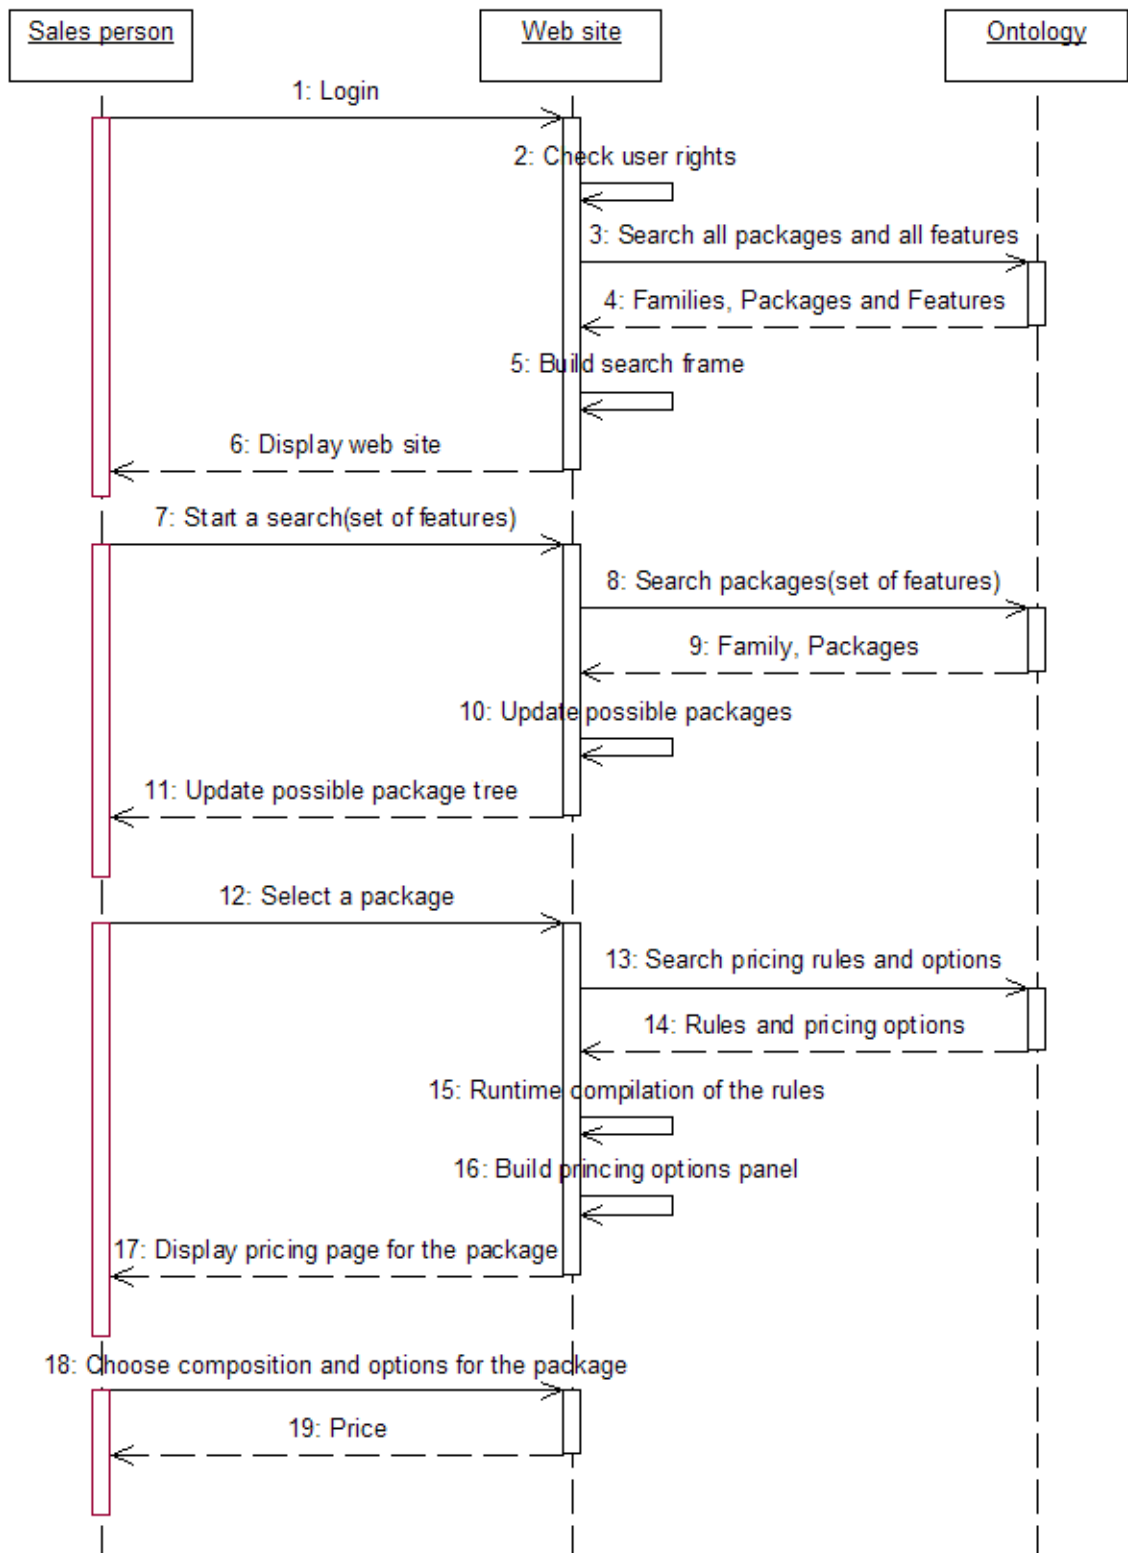 Sales person
Web site
Ontology
1: Login
2: Check user rights
3: Search all packages and all features
4: Families, Packages and Features
5: Build search frame
6: Display web site
7: Start a search(set of features)
8: Search packages(set of features)
9: Family, Packages
10: Update possible packages
11: Update possible package tree
12: Select a package
13: Search pricing rules and options
14: Rules and pricing options
15: Runtime compilation of the rules
16: Build princing options panel
17: Display pricing page for the package
18: Choose composition and options for the package
19: Price